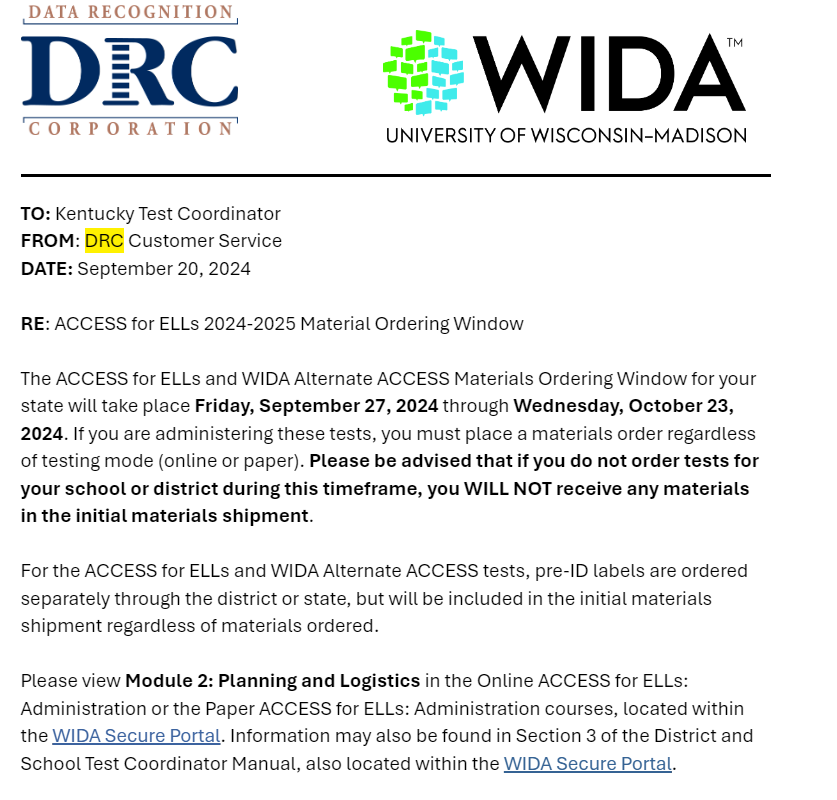 DATA RECOGNITION
DRC
CORPORATION
WIDA™
UNIVERSITY OF WISCONSIN–MADISON
TO: Kentucky Test Coordinator
FROM: DRC Customer Service
DATE: September 20, 2024
RE: ACCESS for ELLs 2024-2025 Material Ordering Window
The ACCESS for ELLs and WIDA Alternate ACCESS Materials Ordering Window for your
state will take place Friday, September 27, 2024 through Wednesday, October 23,
2024. If you are administering these tests, you must place a materials order regardless
of testing mode (online or paper). Please be advised that if you do not order tests for
your school or district during this timeframe, you WILL NOT receive any materials
in the initial materials shipment.
For the ACCESS for ELLs and WIDA Alternate ACCESS tests, pre-ID labels are ordered
separately through the district or state, but will be included in the initial materials
shipment regardless of materials ordered.
Please view Module 2: Planning and Logistics in the Online ACCESS for ELLs:
Administration or the Paper ACCESS for ELLs: Administration courses, located within
the WIDA Secure Portal. Information may also be found in Section 3 of the District and
School Test Coordinator Manual, also located within the WIDA Secure Portal.